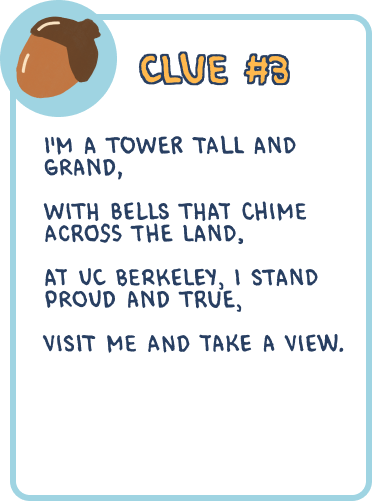 CLUE #3
I'M A TOWER TALL AND
GRAND,
WITH BELLS THAT CHIME
ACROSS THE LAND,
AT UC BERKELEY, I STAND
PROUD AND TRUE,
VISIT ME AND TAKE A VIEW.